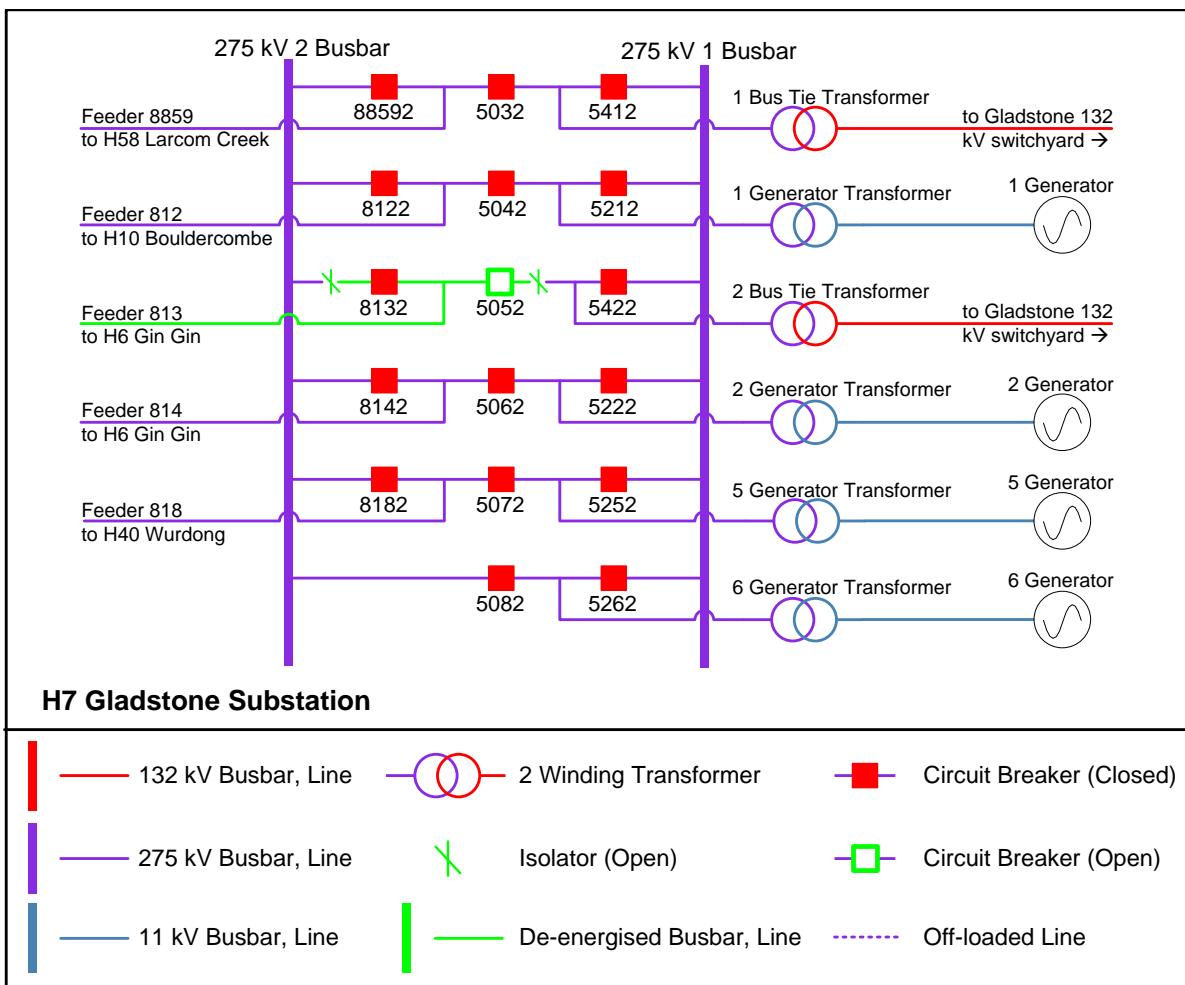 275 kV 2 Busbar
275 kV 1 Busbar
88592
5032
5412
1 Bus Tie Transformer
Feeder 8859
to H58 Larcom Creek
to Gladstone 132
kV switchyard →
8122
5042
5212
1 Generator Transformer
1 Generator
Feeder 812
to H10 Bouldercombe
8132
5052
5422
2 Bus Tie Transformer
Feeder 813
to H6 Gin Gin
to Gladstone 132
kV switchyard →
8142
5062
5222
2 Generator Transformer
2 Generator
Feeder 814
to H6 Gin Gin
8182
5072
5252
5 Generator Transformer
5 Generator
Feeder 818
to H40 Wurdong
5082
5262
6 Generator Transformer
6 Generator
H7 Gladstone Substation
132 kV Busbar, Line
2 Winding Transformer
Circuit Breaker (Closed)
275 kV Busbar, Line
Isolator (Open)
Circuit Breaker (Open)
11 kV Busbar, Line
De-energised Busbar, Line
Off-loaded Line